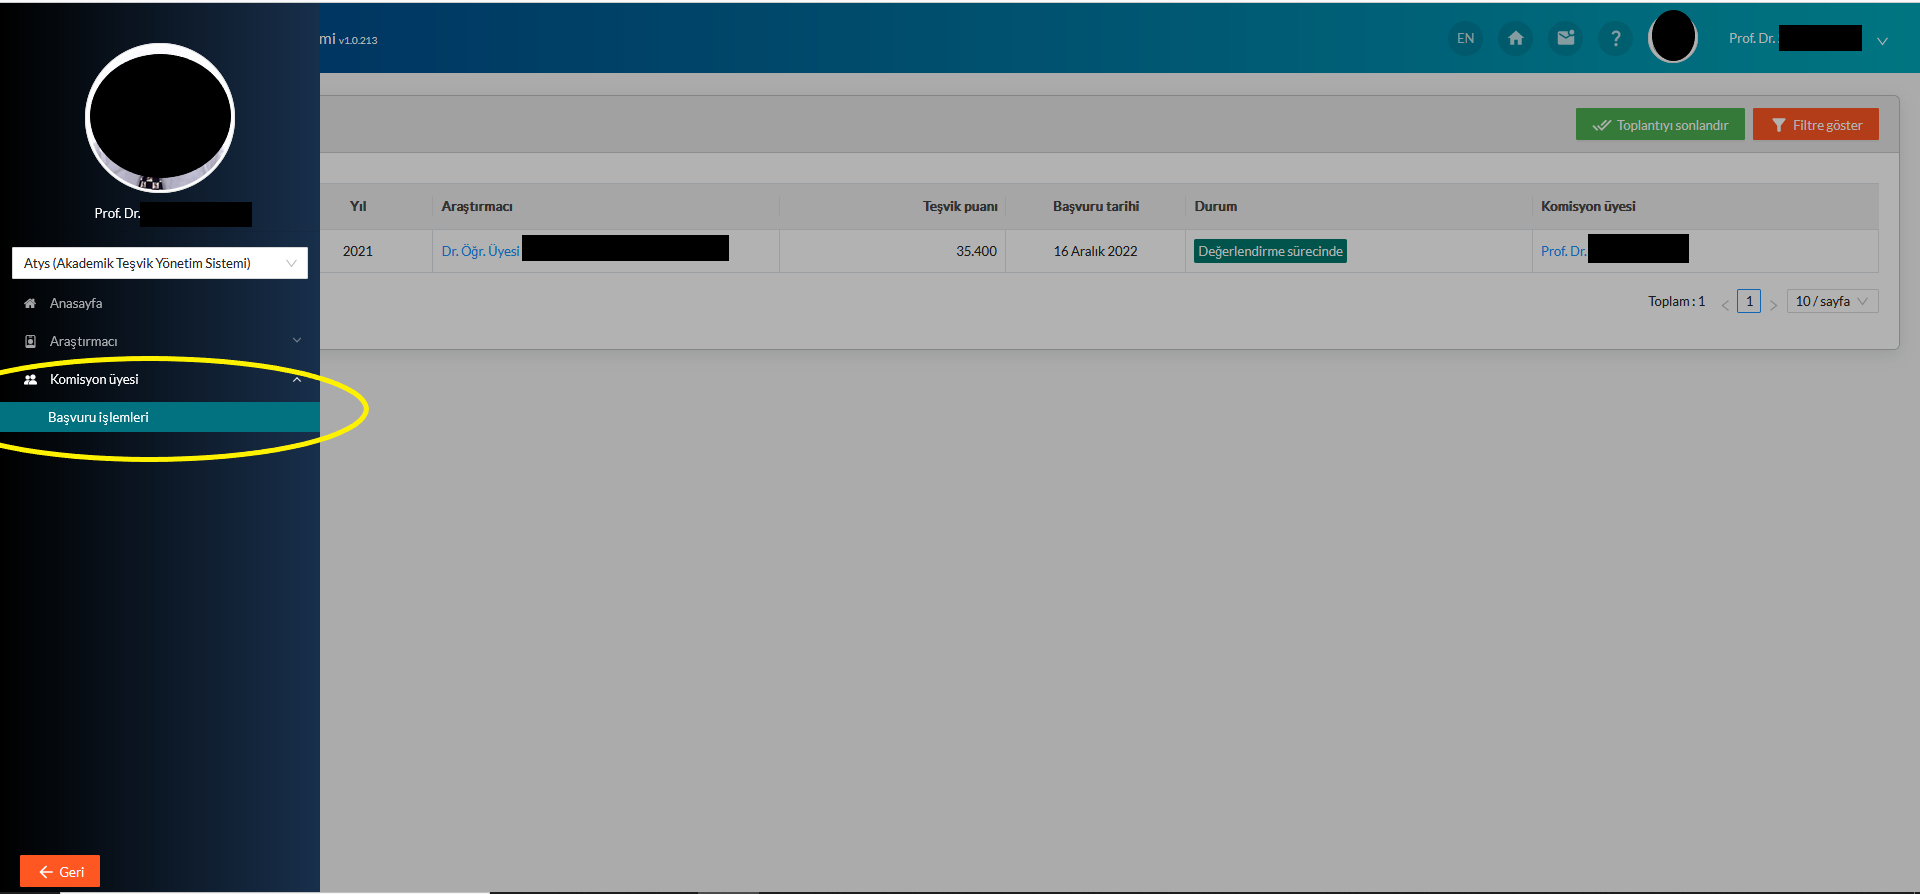 mi v1.0.213
EN
?
Prof. Dr.
Prof. Dr.
Atys (Akademik Teşvik Yönetim Sistemi)
Anasayfa
Araştırmacı
Komisyon üyesi
Başvuru işlemleri
Geri
Toplantıyı sonlandır
Filtre göster
Yıl Araştırmacı Teşvik puanı Başvuru tarihi Durum Komisyon üyesi
2021 Dr. Öğr. Üyesi 35.400 16 Aralık 2022 Değerlendirme sürecinde Prof. Dr.
Toplam : 1 < 1 > 10 / sayfa